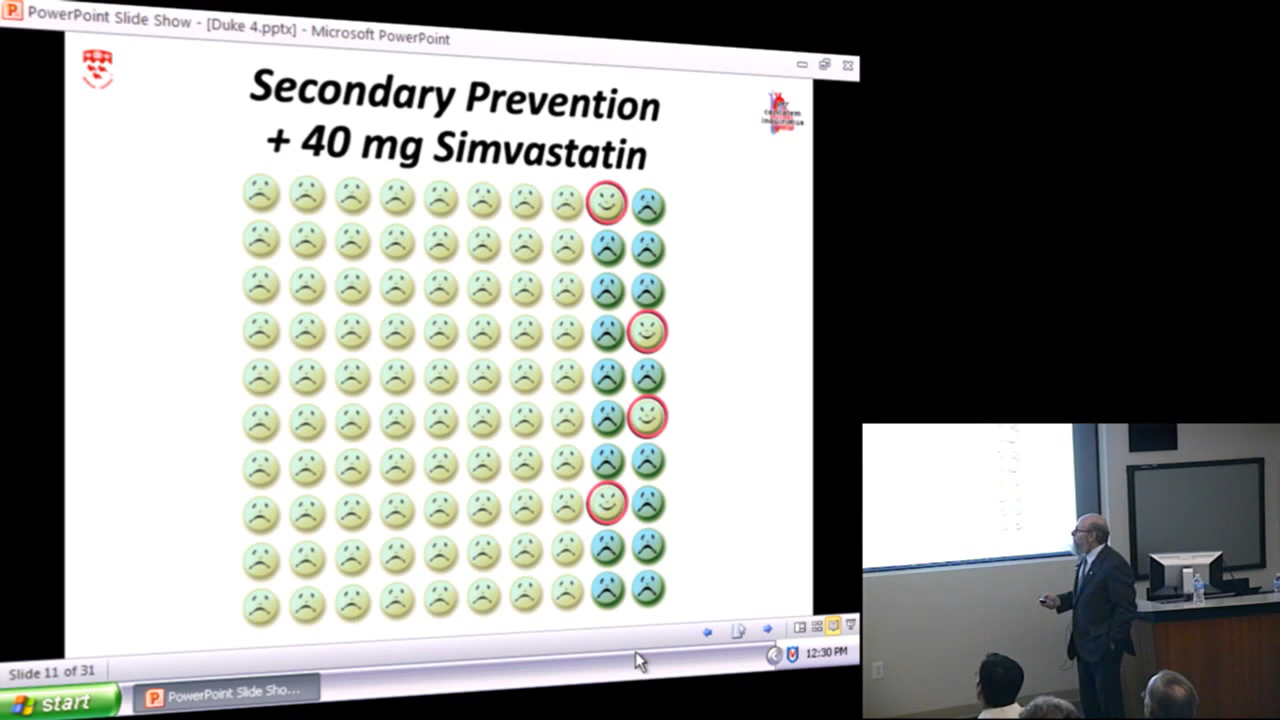 PowerPoint Slide Show - [Duke 4.pptx] - Microsoft PowerPoint
Secondary Prevention
+ 40 mg Simvastatin
Slide 11 of 31
12:30 PM
start
PowerPoint Slide Sho...